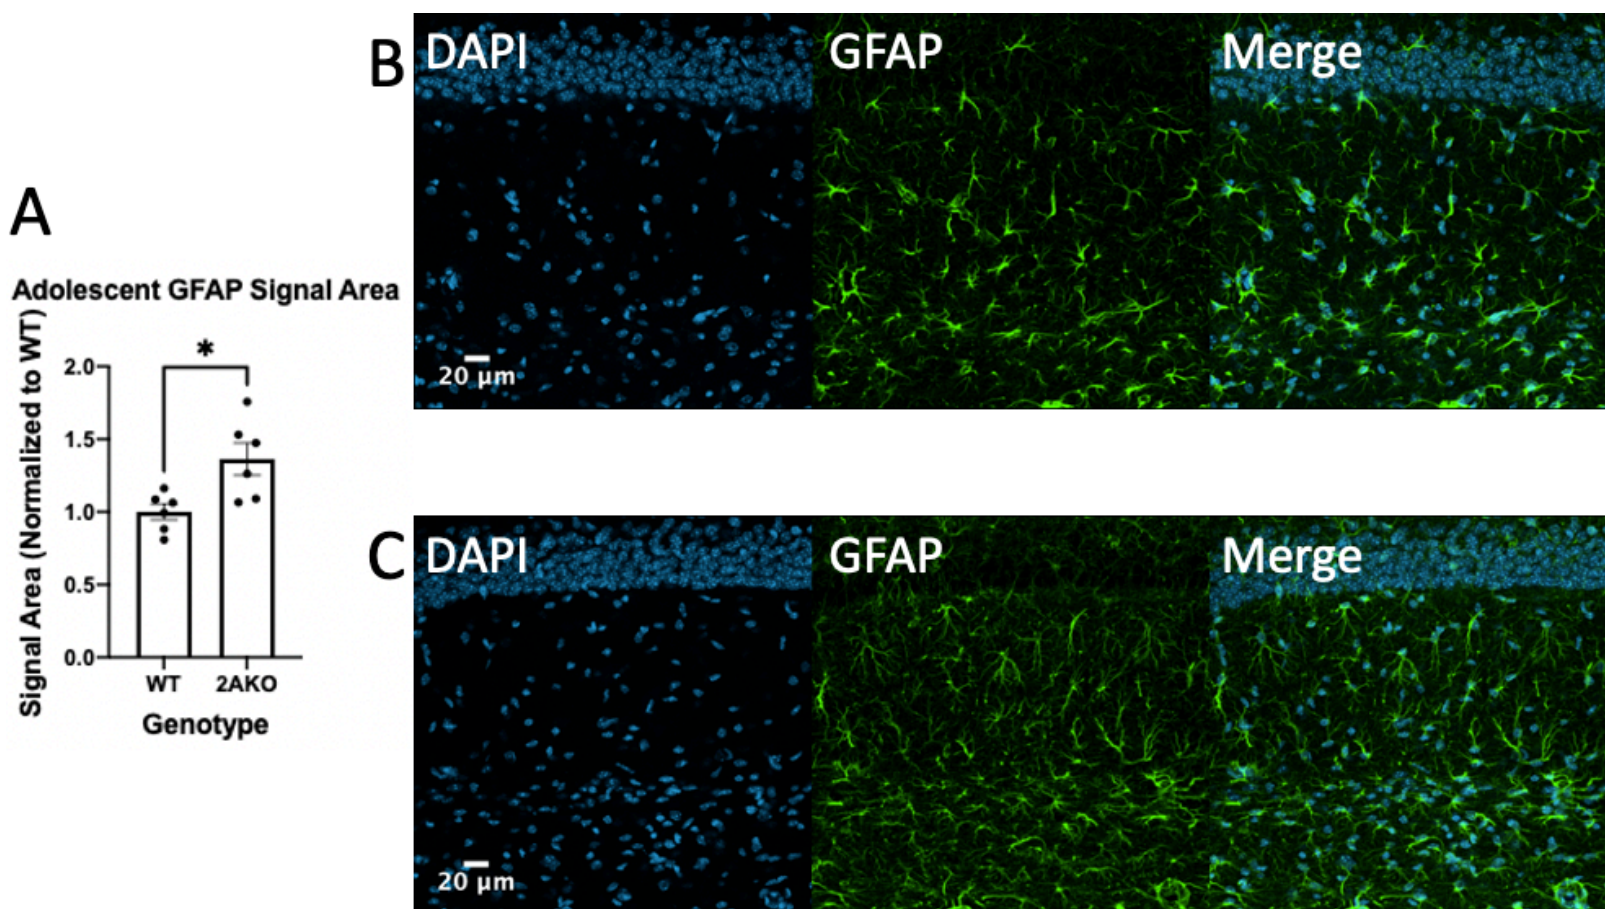 A
Adolescent GFAP Signal Area
Signal Area (Normalized to WT)
2.0
1.5
1.0
0.5
0.0
*
WT 2AKO
Genotype
B DAPI GFAP Merge
20 µm
C DAPI GFAP Merge
20 µm